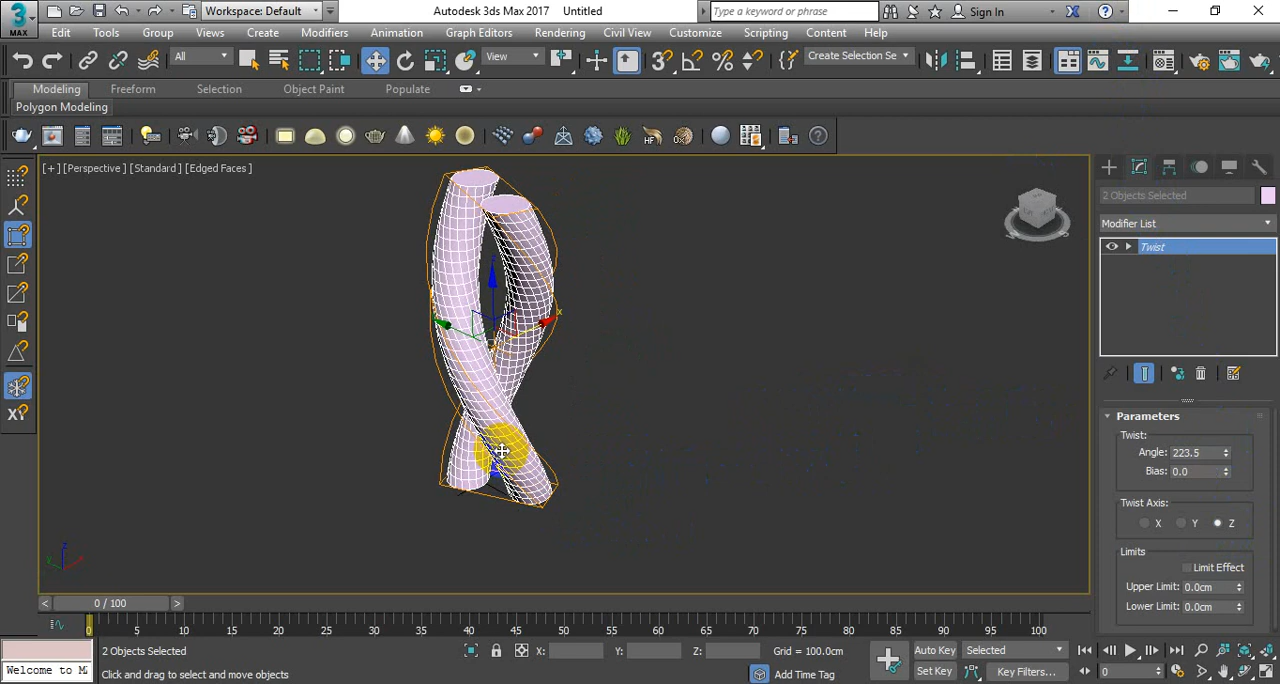 3 MAX Workspace: Default Autodesk 3ds Max 2017 Untitled Type a keyword or phrase Sign In
Edit Tools Group Views Create Modifiers Animation Graph Editors Rendering Civil View Customize Scripting Content Help
All View 3 Create Selection Se
Modeling Freeform Selection Object Paint Populate
Polygon Modeling
HF
[+] [Perspective] [Standard] [Edged Faces]
2 Objects Selected
Modifier List
Twist
XY
Parameters
Twist:
Angle: 223.5
Bias: 0.0
Twist Axis:
X Y Z
Limits
Limit Effect
Upper Limit: 0.0cm
Lower Limit: 0.0cm
z
x
< 0 / 100 >
0 5 10 15 20 25 30 35 40 45 50 55 60 65 70 75 80 85 90 95 100
2 Objects Selected X: Y: Z: Grid = 100.0cm Auto Key Selected
Welcome to M Click and drag to select and move objects Add Time Tag Set Key Key Filters... 0